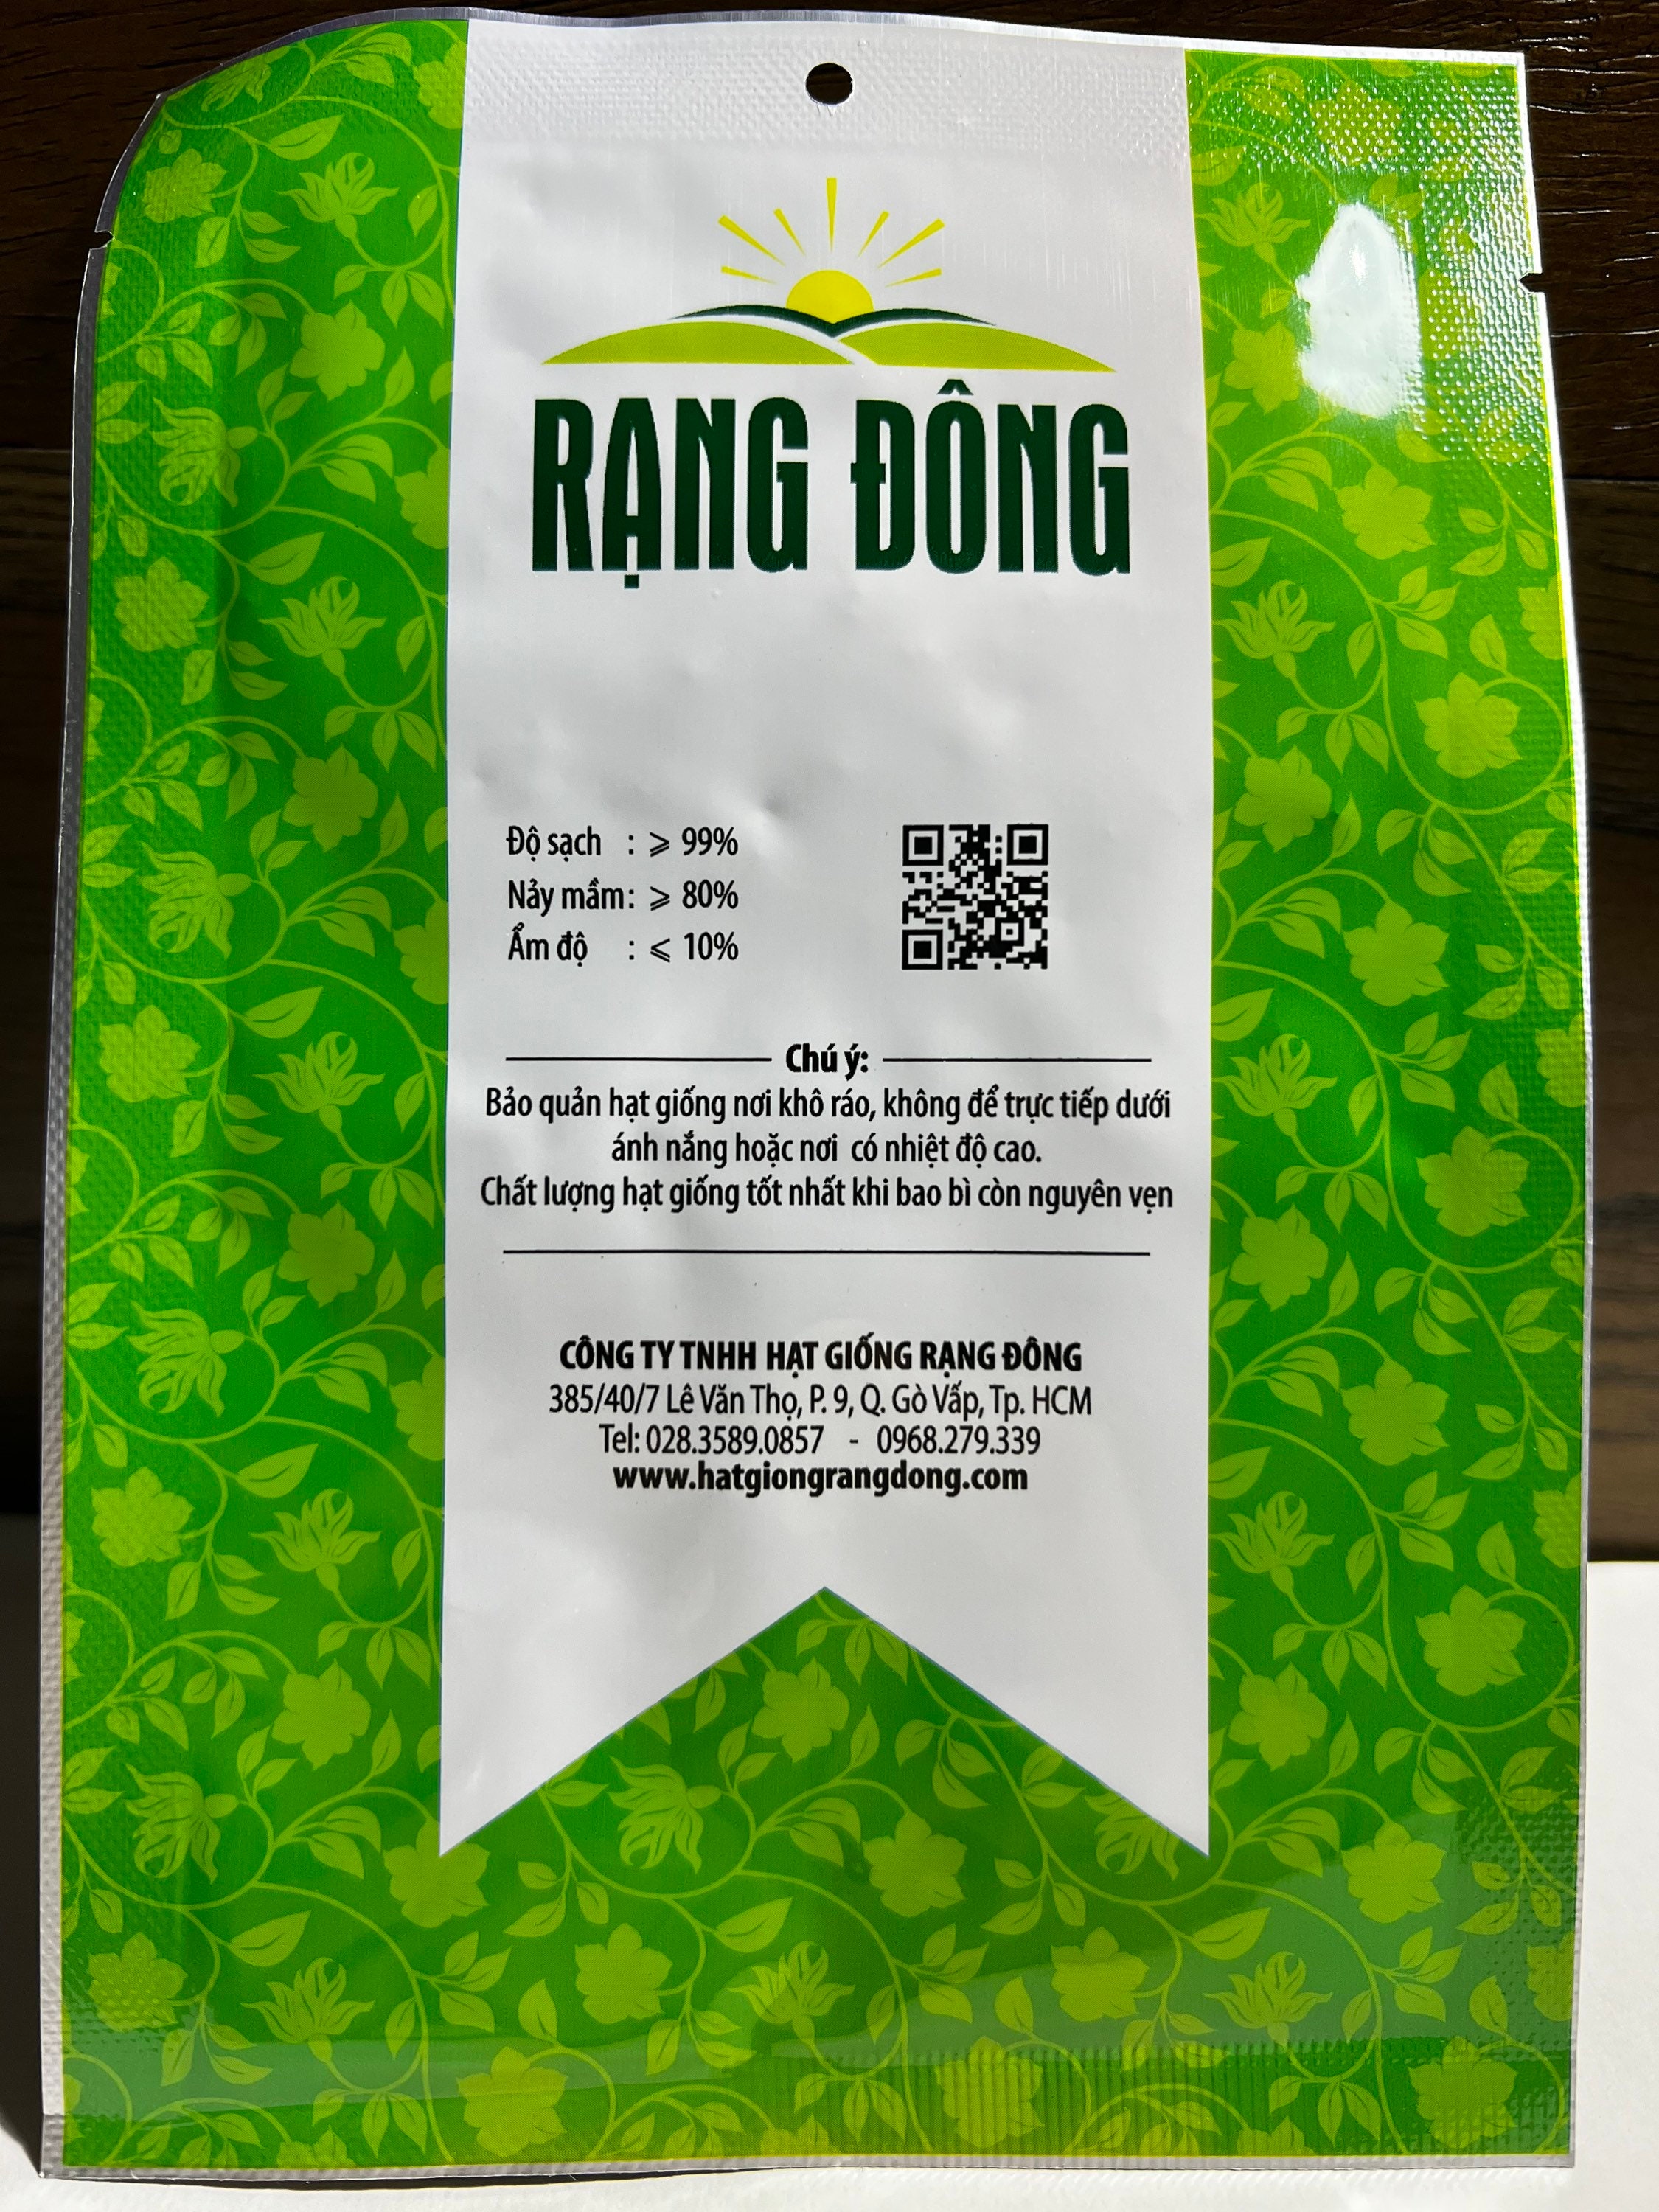 RẠNG ĐÔNG
Độ sạch : ⩾ 99%
Nảy mầm: ⩾ 80%
Ẩm độ : ⩽ 10%
Chú ý:
Bảo quản hạt giống nơi khô ráo, không để trực tiếp dưới
ánh nắng hoặc nơi có nhiệt độ cao.
Chất lượng hạt giống tốt nhất khi bao bì còn nguyên vẹn
CÔNG TY TNHH HẠT GIỐNG RẠNG ĐÔNG
385/40/7 Lê Văn Thọ, P. 9, Q. Gò Vấp, Tp. HCM
Tel: 028.3589.0857 - 0968.279.339
www.hatgiongrangdong.com